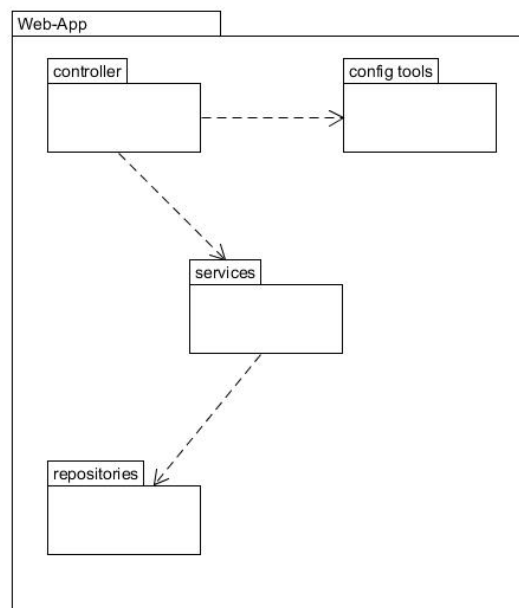 Web-App
controller
config tools
services
repositories